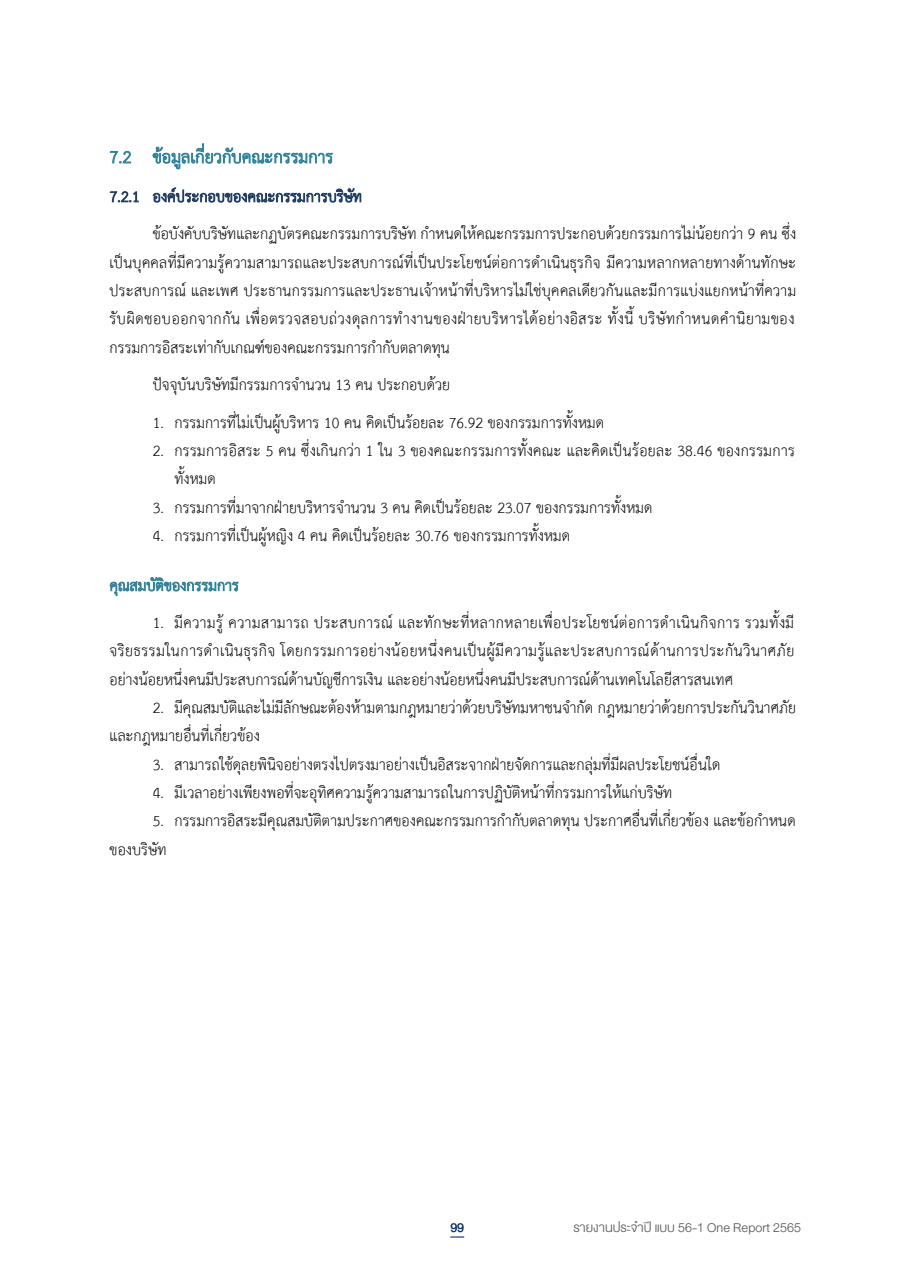 7.2 ข้อมูลเกี่ยวกับคณะกรรมการ
7.2.1 องค์ประกอบของคณะกรรมการบริษัท
ข้อบังคับบริษัทและกฎบัตรคณะกรรมการบริษัท กำหนดให้คณะกรรมการประกอบด้วยกรรมการไม่น้อยกว่า 9 คน ซึ่ง
เป็นบุคคลที่มีความรู้ความสามารถและประสบการณ์ที่เป็นประโยชน์ต่อการดำเนินธุรกิจ มีความหลากหลายทางด้านทักษะ
ประสบการณ์ และเพศ ประธานกรรมการและประธานเจ้าหน้าที่บริหารไม่ใช่บุคคลเดียวกันและมีการแบ่งแยกหน้าที่ความ
รับผิดชอบออกจากกัน เพื่อตรวจสอบถ่วงดุลการทำงานของฝ่ายบริหารได้อย่างอิสระ ทั้งนี้ บริษัทกำหนดคำนิยามของ
กรรมการอิสระเท่ากับเกณฑ์ของคณะกรรมการกำกับตลาดทุน
ปัจจุบันบริษัทมีกรรมการจำนวน 13 คน ประกอบด้วย
1. กรรมการที่ไม่เป็นผู้บริหาร 10 คน คิดเป็นร้อยละ 76.92 ของกรรมการทั้งหมด
2. กรรมการอิสระ 5 คน ซึ่งเกินกว่า 1 ใน 3 ของคณะกรรมการทั้งคณะ และคิดเป็นร้อยละ 38.46 ของกรรมการ
ทั้งหมด
3. กรรมการที่มาจากฝ่ายบริหารจำนวน 3 คน คิดเป็นร้อยละ 23.07 ของกรรมการทั้งหมด
4. กรรมการที่เป็นผู้หญิง 4 คน คิดเป็นร้อยละ 30.76 ของกรรมการทั้งหมด
คุณสมบัติของกรรมการ
1. มีความรู้ ความสามารถ ประสบการณ์ และทักษะที่หลากหลายเพื่อประโยชน์ต่อการดำเนินกิจการ รวมทั้งมี
จริยธรรมในการดำเนินธุรกิจ โดยกรรมการอย่างน้อยหนึ่งคนเป็นผู้มีความรู้และประสบการณ์ด้านการประกันวินาศภัย
อย่างน้อยหนึ่งคนมีประสบการณ์ด้านบัญชีการเงิน และอย่างน้อยหนึ่งคนมีประสบการณ์ด้านเทคโนโลยีสารสนเทศ
2. มีคุณสมบัติและไม่มีลักษณะต้องห้ามตามกฎหมายว่าด้วยบริษัทมหาชนจำกัด กฎหมายว่าด้วยการประกันวินาศภัย
และกฎหมายอื่นที่เกี่ยวข้อง
3. สามารถใช้ดุลยพินิจอย่างตรงไปตรงมาอย่างเป็นอิสระจากฝ่ายจัดการและกลุ่มที่มีผลประโยชน์อื่นใด
4. มีเวลาอย่างเพียงพอที่จะอุทิศความรู้ความสามารถในการปฏิบัติหน้าที่กรรมการให้แก่บริษัท
5. กรรมการอิสระมีคุณสมบัติตามประกาศของคณะกรรมการกำกับตลาดทุน ประกาศอื่นที่เกี่ยวข้อง และข้อกำหนด
ของบริษัท
99 รายงานประจำปี แบบ 56-1 One Report 2565